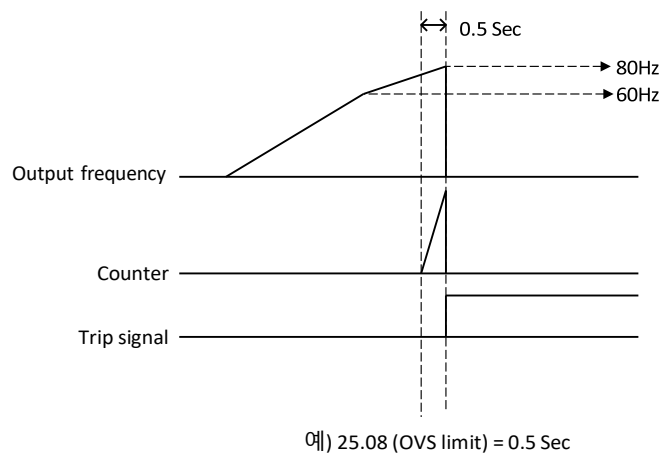 0.5 Sec
80Hz
60Hz
Output frequency
Counter
Trip signal
예) 25.08 (OVS limit) = 0.5 Sec